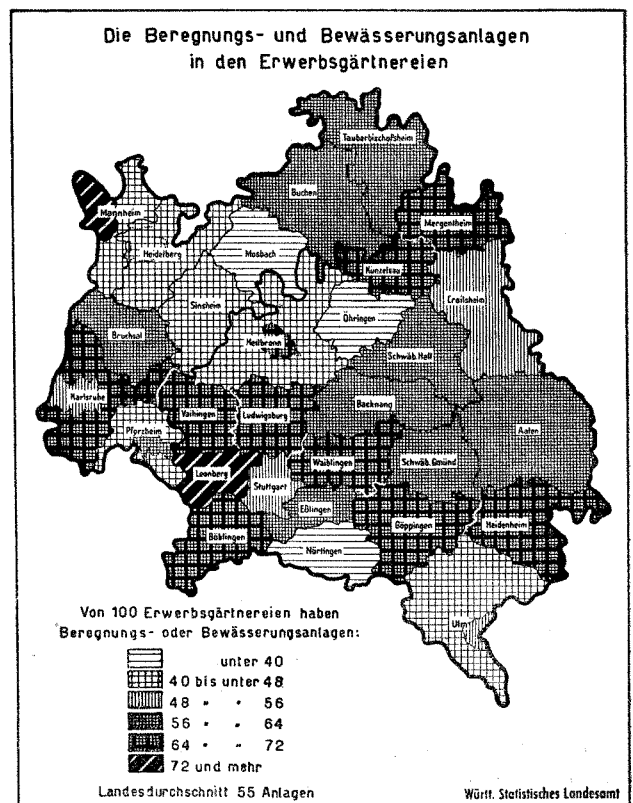 Die Beregnungs- und Bewässerungsanlagen
in den Erwerbsgärtnereien
Tauberbischofsheim
Buchen
Mannheim
Mergentheim
Heidelberg
Mosbach
Künzelsau
Crailsheim
Sinsheim
Öhringen
Bruchsal
Heilbronn
Schwäb. Hall
Karlsruhe
Vaihingen
Ludwigsburg
Backnang
Aalen
Pforzheim
Waiblingen
Schwäb. Gmünd
Leonberg
Stuttgart
Eßlingen
Göppingen
Heidenheim
Böblingen
Nürtingen
Ulm
Von 100 Erwerbsgärtnereien haben
Beregnungs- oder Bewässerungsanlagen:
unter 40
40 bis unter 48
48 " " 56
56 " " 64
64 " " 72
72 und mehr
Landesdurchschnitt 55 Anlagen
Württ. Statistisches Landesamt